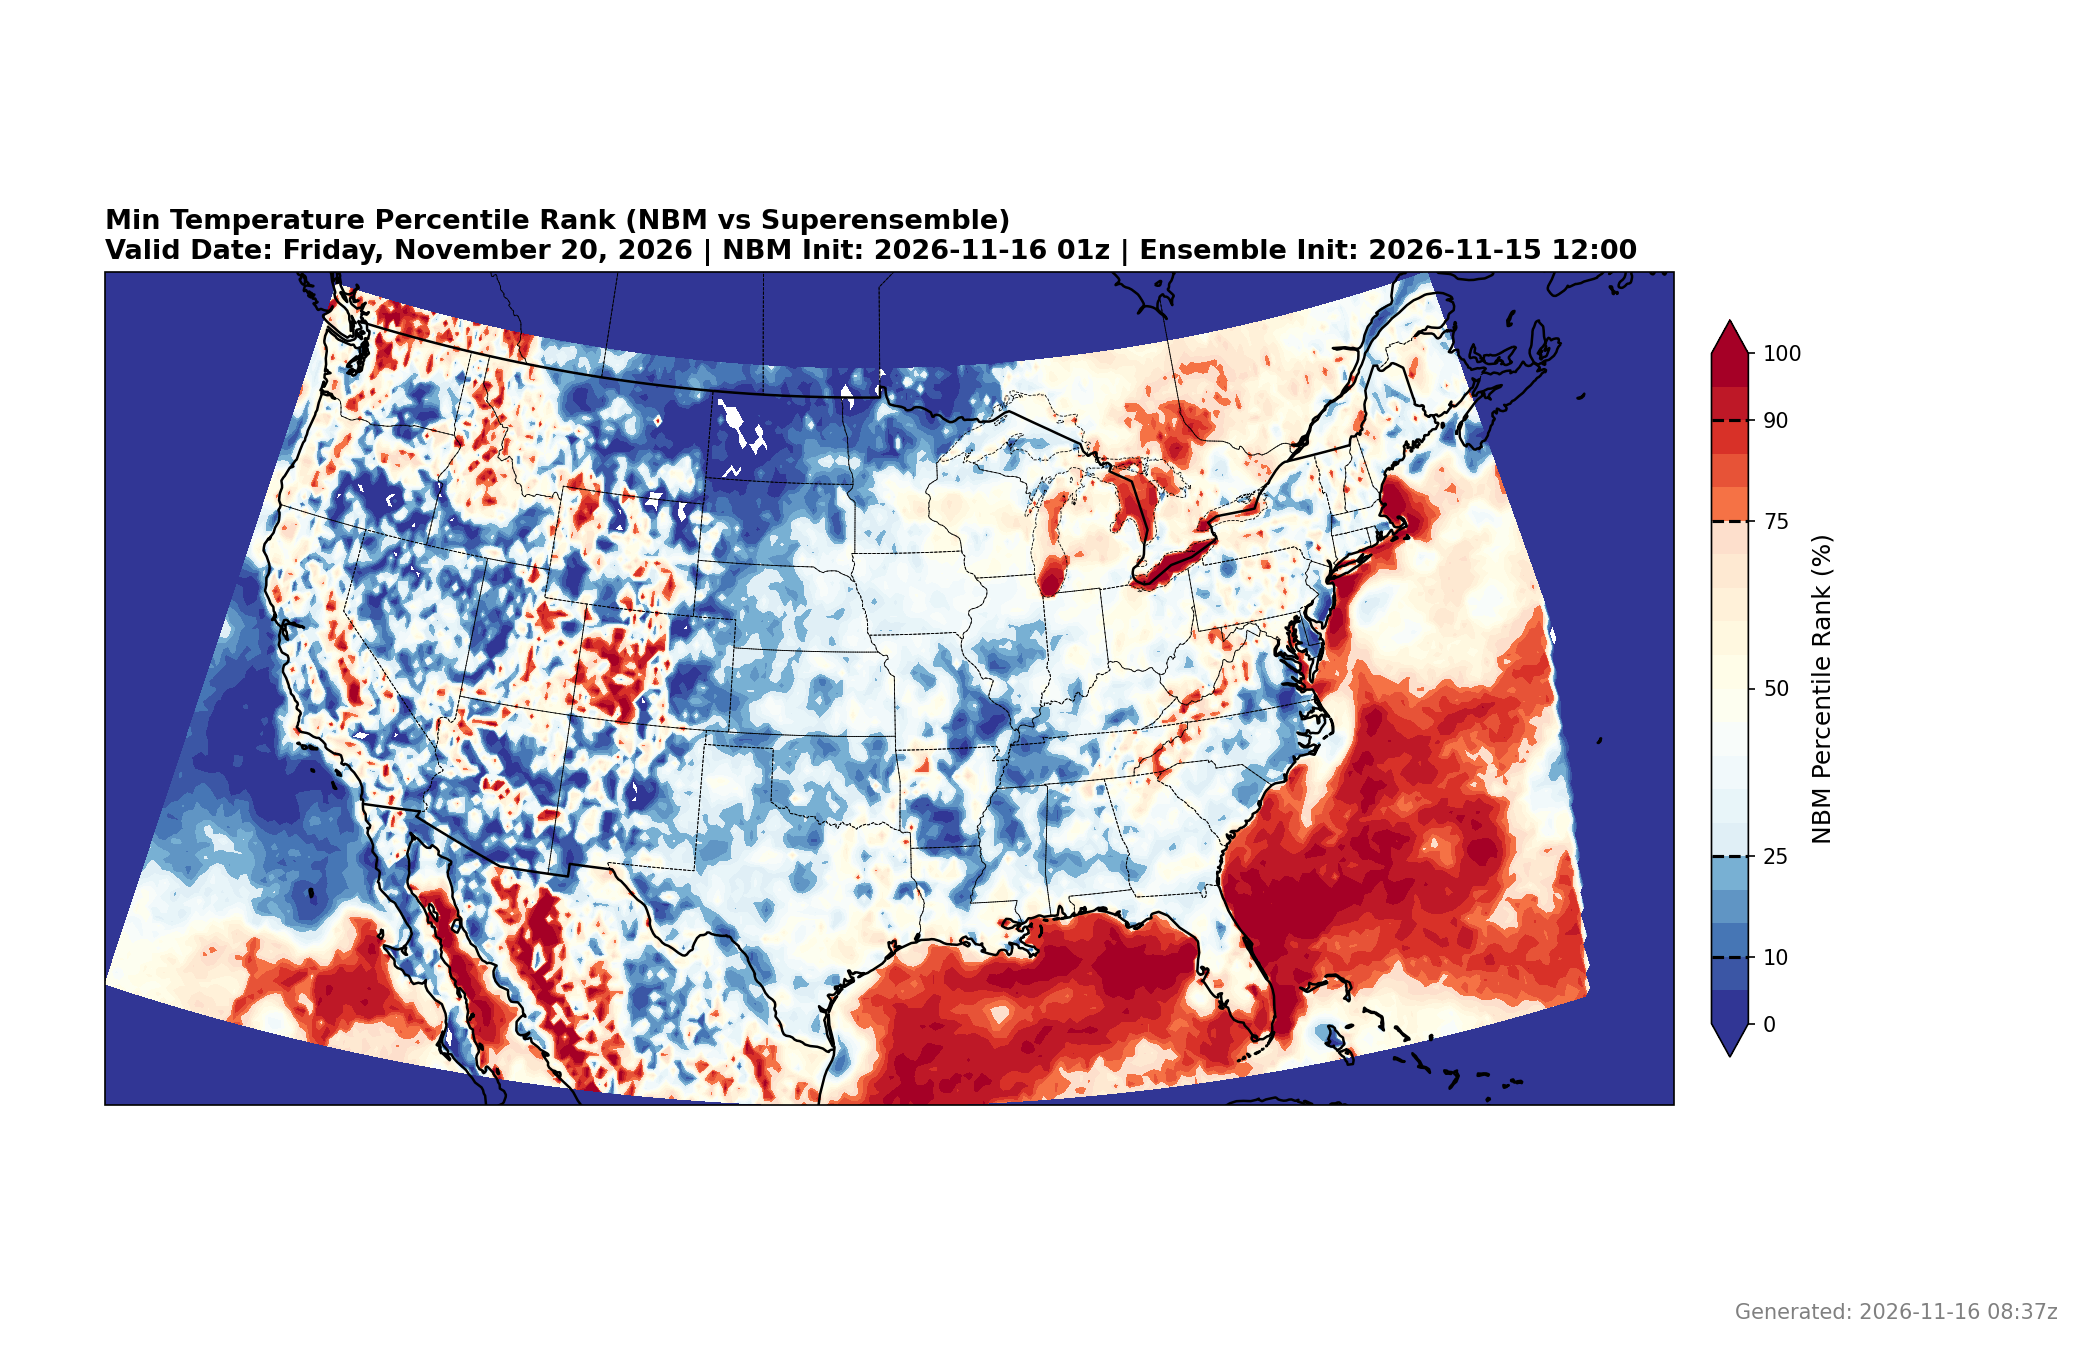 Min Temperature Percentile Rank (NBM vs Superensemble)
Valid Date: Friday, November 20, 2026 | NBM Init: 2026-11-16 01z | Ensemble Init: 2026-11-15 12:00
100
90
75
50
25
10
0
NBM Percentile Rank (%)
Generated: 2026-11-16 08:37z